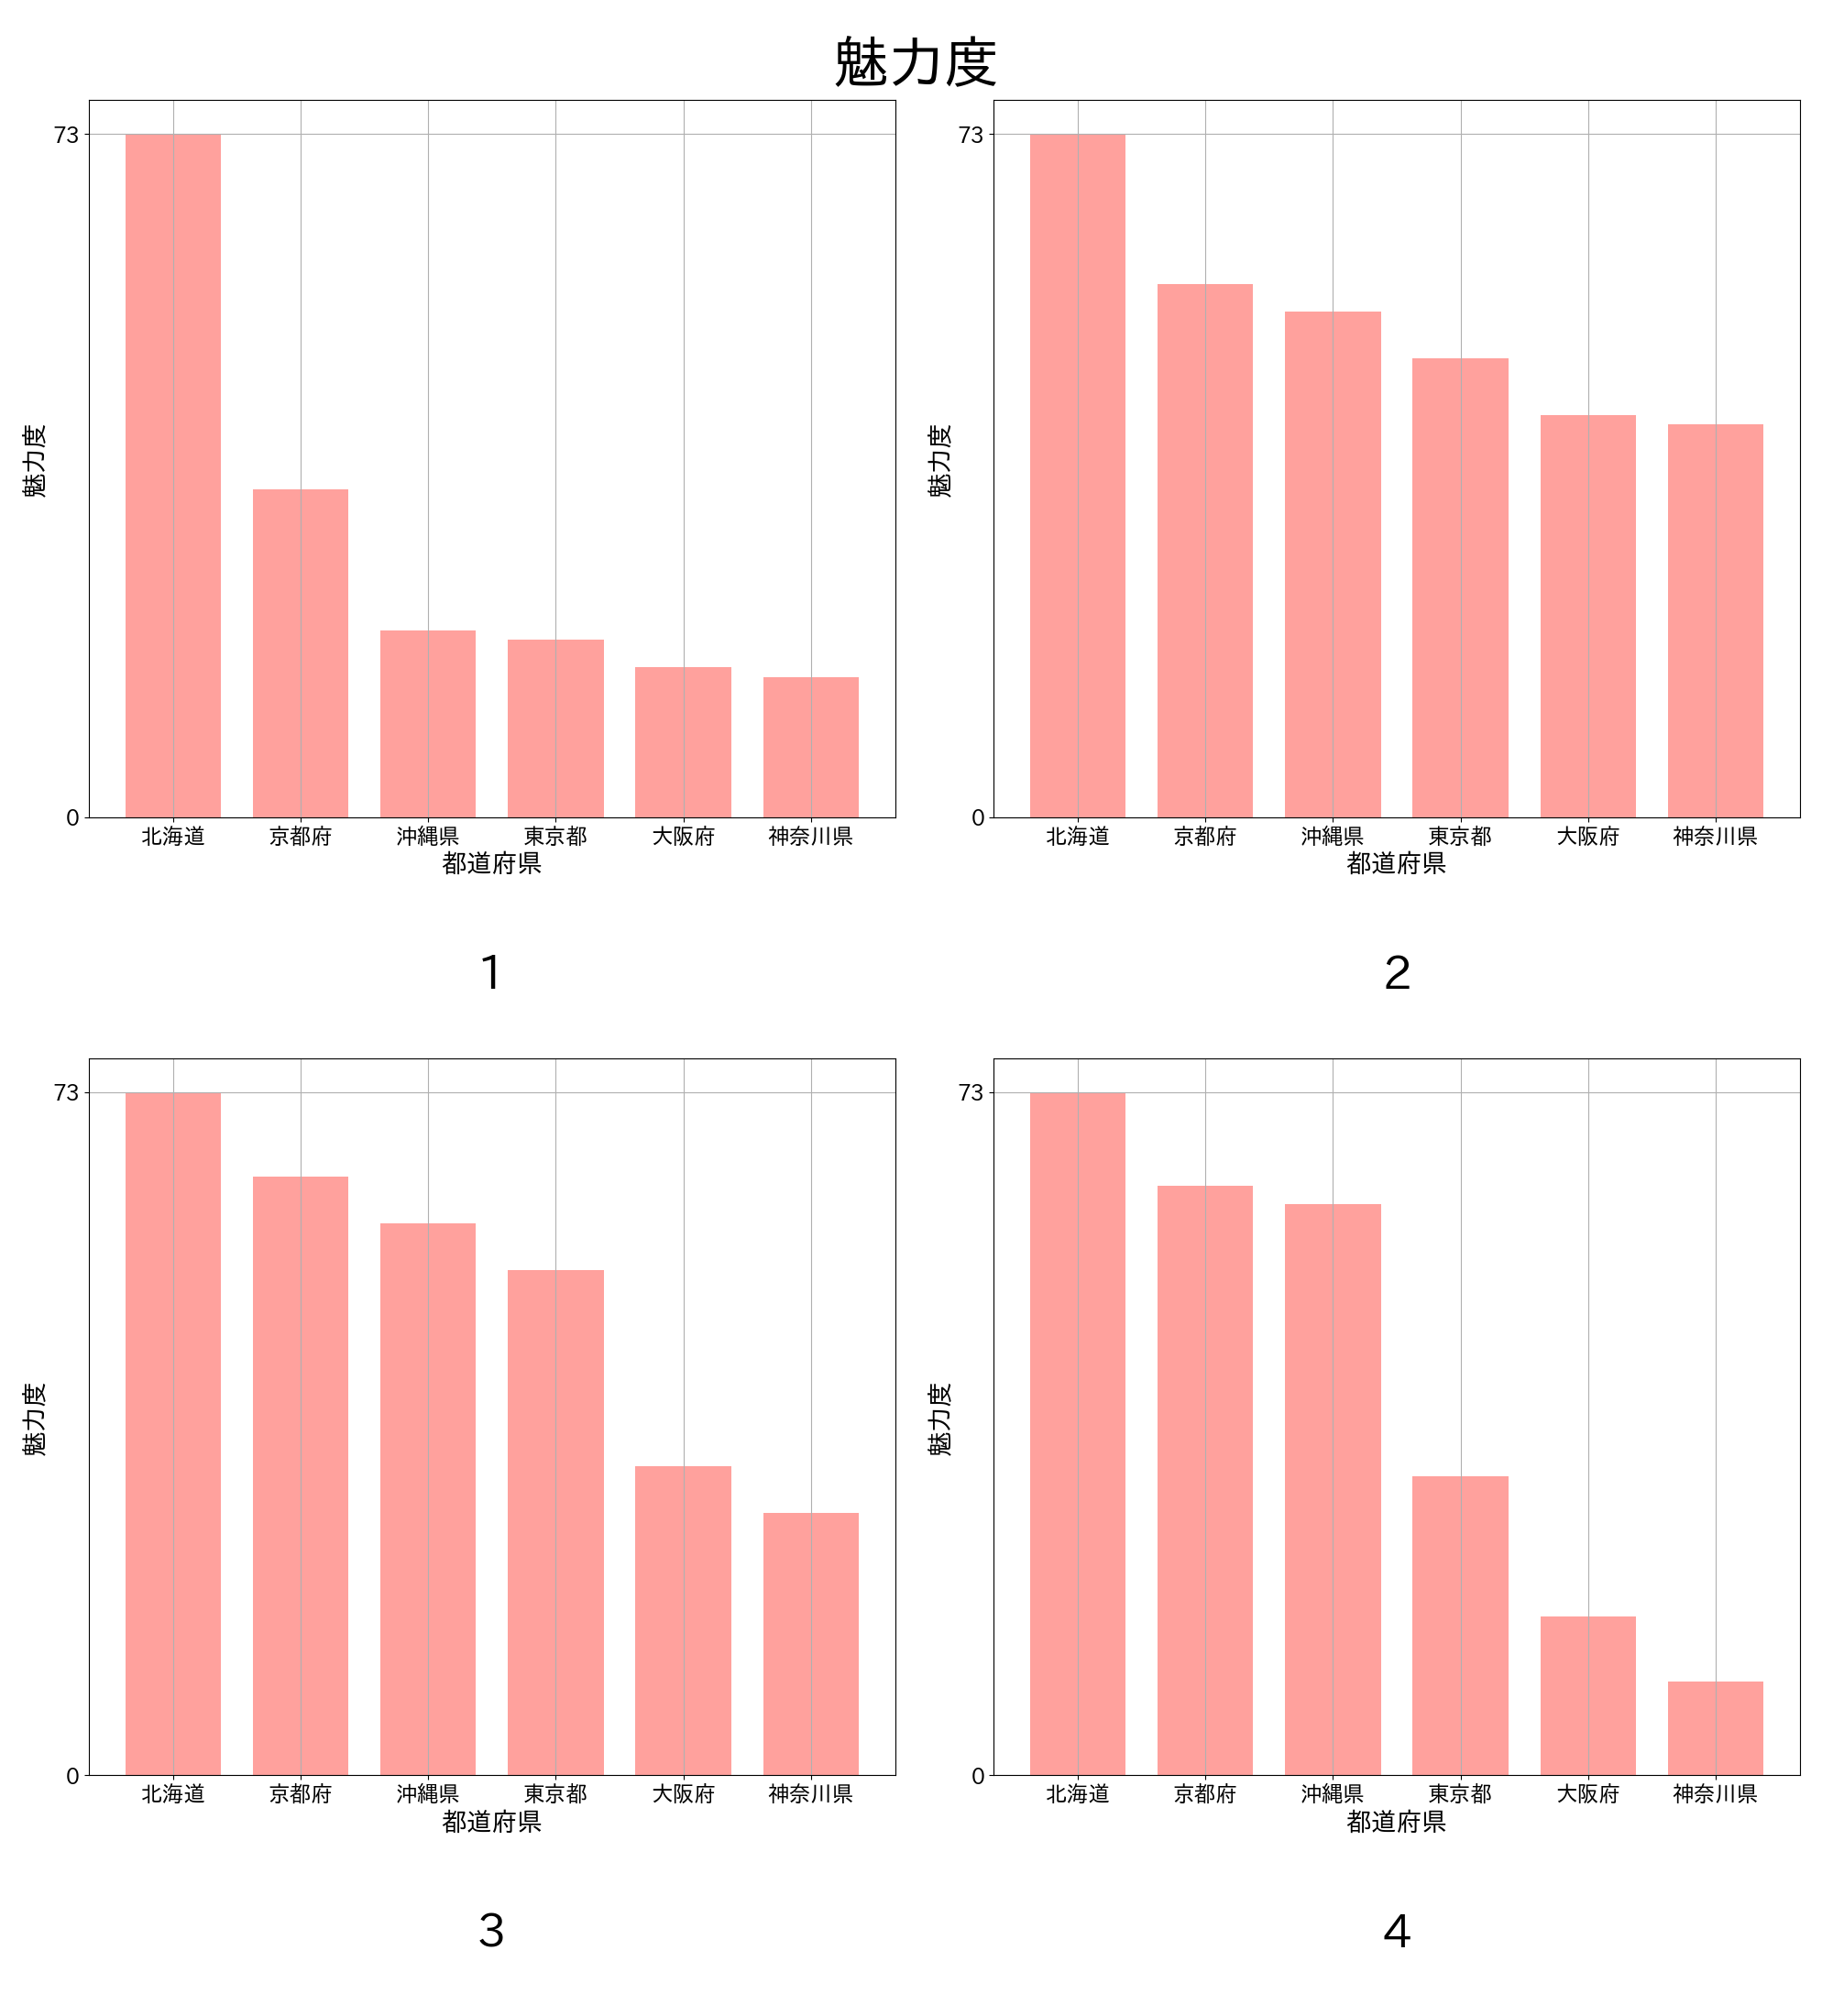 魅力度
73
魅力度
0
北海道 京都府 沖縄県 東京都 大阪府 神奈川県
都道府県
1
73
魅力度
0
北海道 京都府 沖縄県 東京都 大阪府 神奈川県
都道府県
2
73
魅力度
0
北海道 京都府 沖縄県 東京都 大阪府 神奈川県
都道府県
3
73
魅力度
0
北海道 京都府 沖縄県 東京都 大阪府 神奈川県
都道府県
4